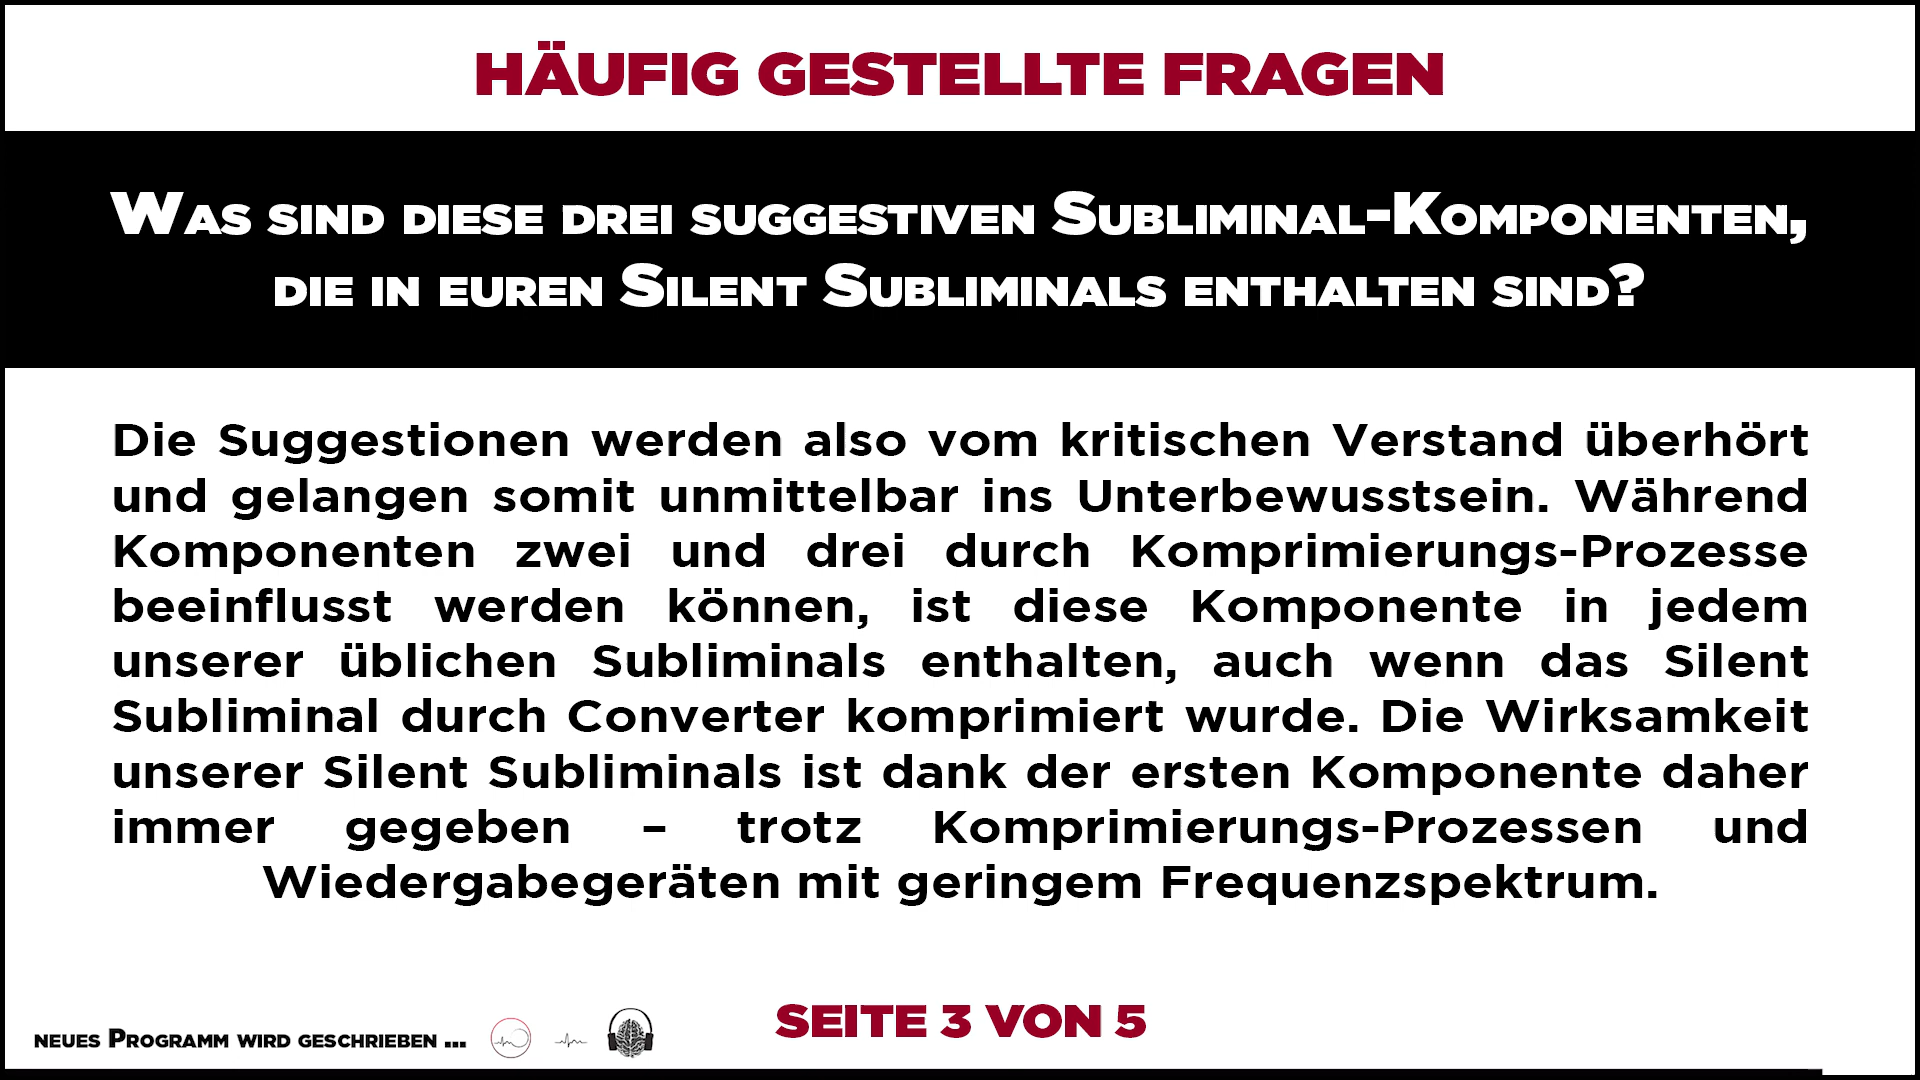 HÄUFIG GESTELLTE FRAGEN
Was sind diese drei suggestiven Subliminal-Komponenten,
die in euren Silent Subliminals enthalten sind?
Die Suggestionen werden also vom kritischen Verstand überhört
und gelangen somit unmittelbar ins Unterbewusstsein. Während
Komponenten zwei und drei durch Komprimierungs-Prozesse
beeinflusst werden können, ist diese Komponente in jedem
unserer üblichen Subliminals enthalten, auch wenn das Silent
Subliminal durch Converter komprimiert wurde. Die Wirksamkeit
unserer Silent Subliminals ist dank der ersten Komponente daher
immer gegeben – trotz Komprimierungs-Prozessen und
Wiedergabegeräten mit geringem Frequenzspektrum.
neues Programm wird geschrieben ...
SEITE 3 VON 5